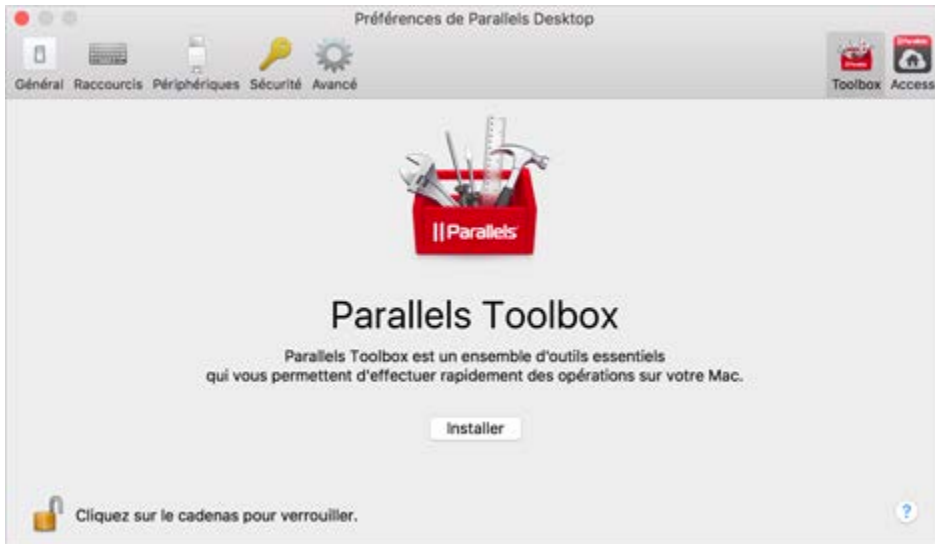 Préférences de Parallels Desktop
Général Raccourcis Périphériques Sécurité Avancé Toolbox Access
|| Parallels
Parallels Toolbox
Parallels Toolbox est un ensemble d'outils essentiels
qui vous permettent d'effectuer rapidement des opérations sur votre Mac.
Installer
Cliquez sur le cadenas pour verrouiller.
?